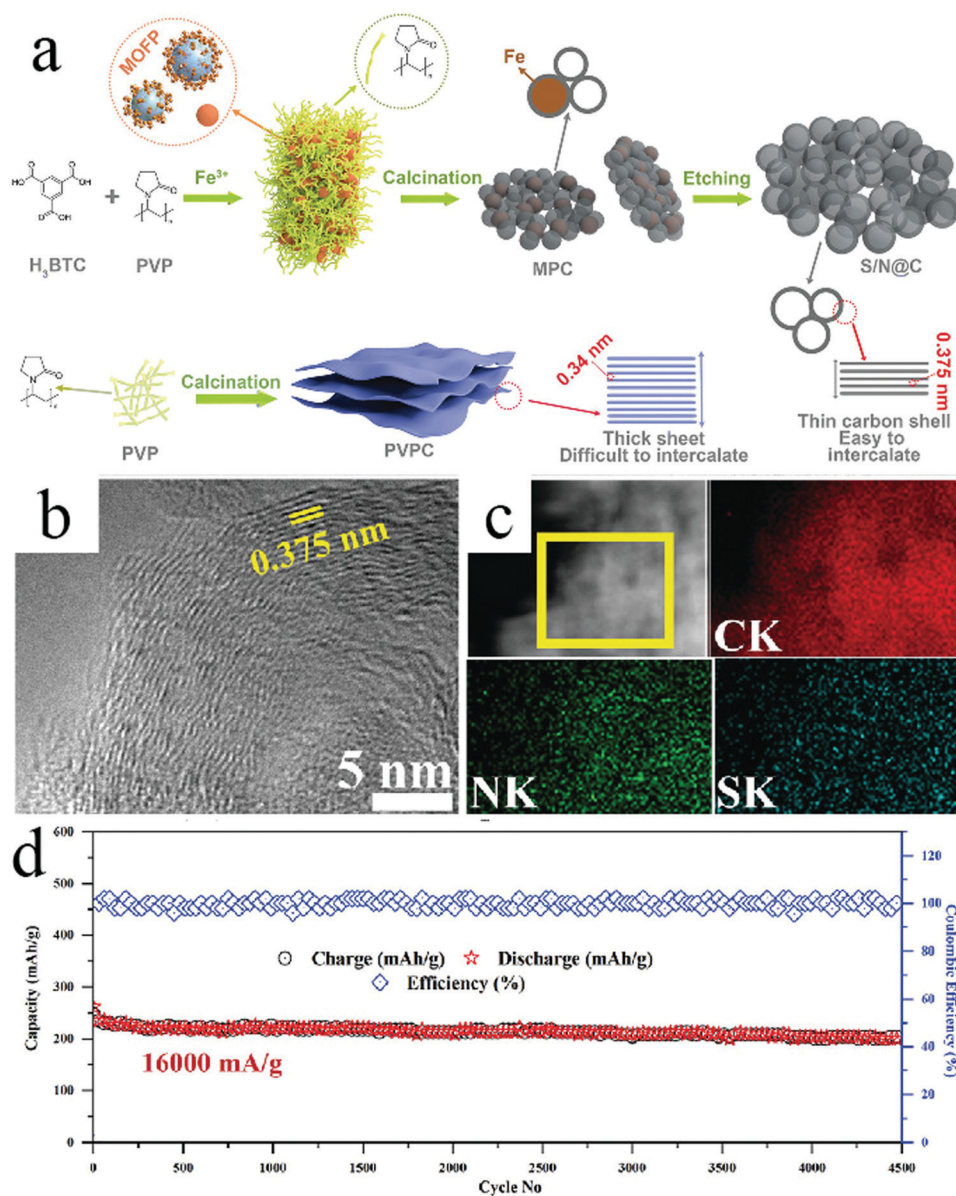 a
MOFP
Fe
Fe³⁺
Calcination
Etching
+
H₃BTC
PVP
MPC
S/N@C
O
HO
OH
O
N
n
0.375 nm
Thin carbon shell
Easy to
intercalate
Calcination
PVP
PVPC
0.34 nm
Thick sheet
Difficult to intercalate
b
0.375 nm
5 nm
c
CK
NK
SK
d
Capacity (mAh/g)
600
500
400
300
200
100
0
Charge (mAh/g)
Discharge (mAh/g)
Efficiency (%)
16000 mA/g
0
500
1000
1500
2000
2500
3000
3500
4000
4500
Cycle No
120
100
80
60
40
20
0
Coulombic Efficiency
(%)